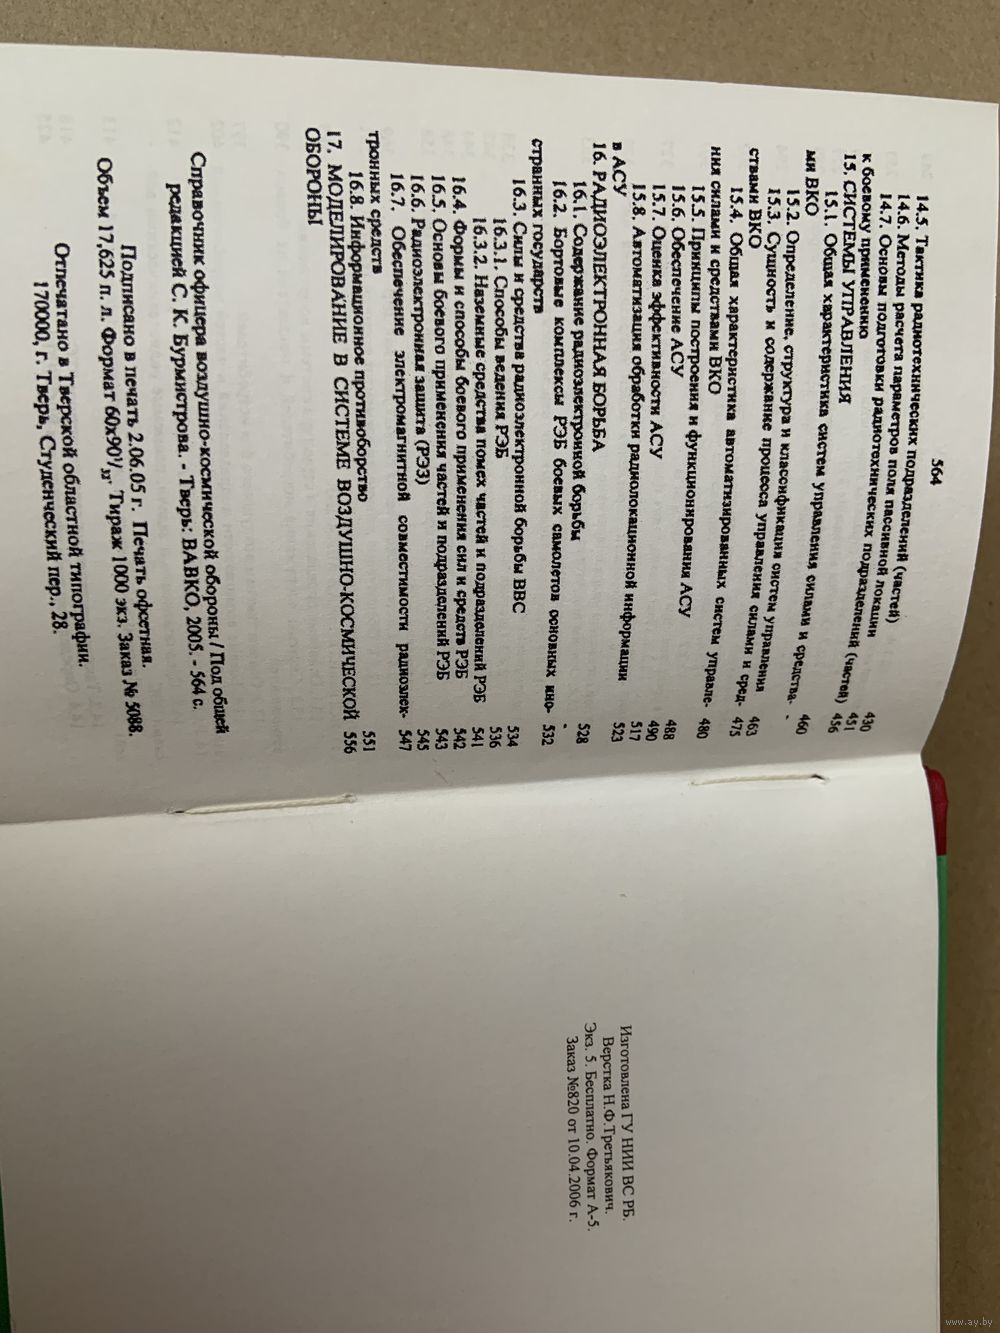 564
14.5. Тактика радиотехнических подразделений (частей) 430
14.6. Методы расчета параметров поля пассивной локации 451
14.7. Основы подготовки радиотехнических подразделений (частей)
к боевому применению 456
15. СИСТЕМЫ УПРАВЛЕНИЯ
15.1. Общая характеристика систем управления силами и средства-
ми ВКО 460
15.2. Определение, структура и классификация систем управления 463
15.3. Сущность и содержание процесса управления силами и сред-
ствами ВКО 475
15.4. Общая характеристика автоматизированных систем управле-
ния силами и средствами ВКО 480
15.5. Принципы построения и функционирования АСУ 488
15.6. Обеспечение АСУ 490
15.7. Оценка эффективности АСУ 517
15.8. Автоматизация обработки радиолокационной информации
в АСУ 523
16. РАДИОЭЛЕКТРОННАЯ БОРЬБА
16.1. Содержание радиоэлектронной борьбы 528
16.2. Бортовые комплексы РЭБ боевых самолетов основных ино-
странных государств 532
16.3. Силы и средства радиоэлектронной борьбы ВВС 534
16.3.1. Способы ведения РЭБ 536
16.3.2. Наземные средства помех частей и подразделений РЭБ 541
16.4. Формы и способы боевого применения сил и средств РЭБ 542
16.5. Основы боевого применения частей и подразделений РЭБ 543
16.6. Радиоэлектронная защита (РЭЗ) 545
16.7. Обеспечение электромагнитной совместимости радиоэлек- 547
тронных средств
16.8. Информационное противоборство 551
17. МОДЕЛИРОВАНИЕ В СИСТЕМЕ ВОЗДУШНО-КОСМИЧЕСКОЙ 556
ОБОРОНЫ
Справочник офицера воздушно-космической обороны / Под общей
редакцией С. К. Бурмистрова. - Тверь: ВАВКО, 2005. - 564 с.
Подписано в печать 2.06.05 г. Печать офсетная.
Объем 17,625 п. л. Формат 60x90¹/₃₂. Тираж 1000 экз. Заказ № 5088.
Отпечатано в Тверской областной типографии.
170000, г. Тверь, Студенческий пер., 28.
Изготовлена ГУ НИИ ВС РБ.
Верстка Н.Ф.Третьякович.
Экз. 5. Бесплатно. Формат А-5.
Заказ №820 от 10.04.2006 г.
www.ay.by